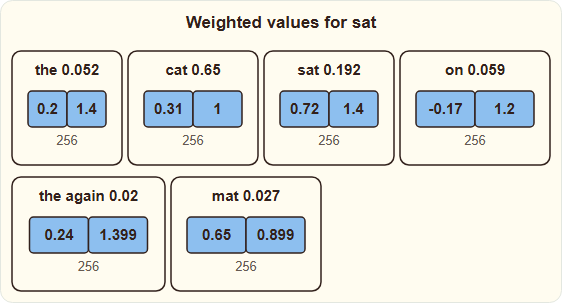 Weighted values for sat
the 0.052
0.2 1.4
256
cat 0.65
0.31 1
256
sat 0.192
0.72 1.4
256
on 0.059
-0.17 1.2
256
the again 0.02
0.24 1.399
256
mat 0.027
0.65 0.899
256